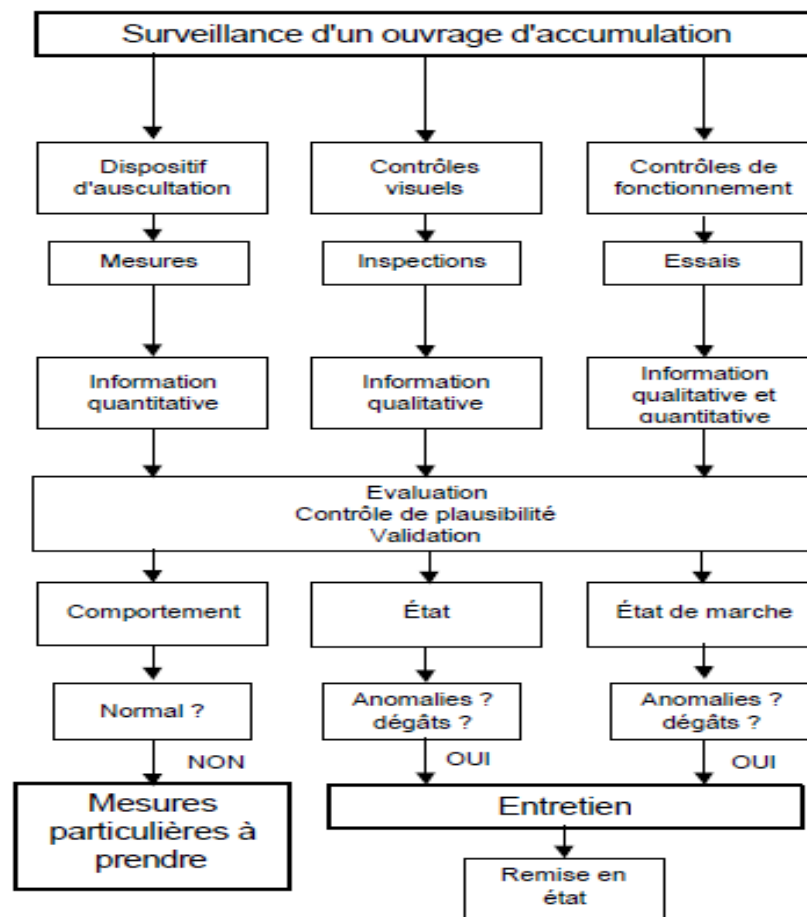 Surveillance d'un ouvrage d'accumulation
Dispositif
d'auscultation
Contrôles
visuels
Contrôles de
fonctionnement
Mesures
Inspections
Essais
Information
quantitative
Information
qualitative
Information
qualitative et
quantitative
Evaluation
Contrôle de plausibilité
Validation
Comportement
État
État de marche
Normal ?
Anomalies ?
dégâts ?
Anomalies ?
dégâts ?
NON
OUI
OUI
Mesures
particulières à
prendre
Entretien
Remise en
état